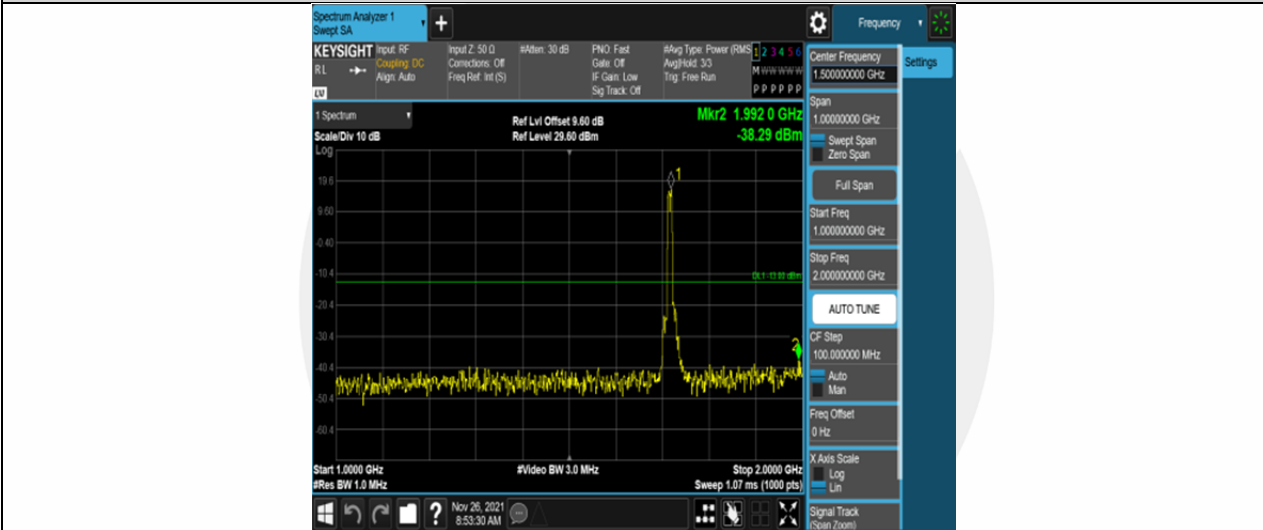 Spectrum Analyzer 1
Swept SA
+
Frequency
KEYSIGHT
RL
LV
Input: RF
Coupling: DC
Align: Auto
Input Z: 50 Ω
Corrections: Off
Freq Ref: Int (S)
#Atten: 30 dB
PNO: Fast
Gate: Off
IF Gain: Low
Sig Track: Off
#Avg Type: Power (RMS
Avg|Hold: 3/3
Trig: Free Run
1 2 3 4 5 6
M W W W W W
P P P P P P
1 Spectrum
Scale/Div 10 dB
Log
Ref Lvl Offset 9.60 dB
Ref Level 29.60 dBm
Mkr2 1.992 0 GHz
-38.29 dBm
1
2
19.6
9.60
-0.40
-10.4
-20.4
-30.4
-40.4
-50.4
-60.4
DL1 -13.00 dBm
Start 1.0000 GHz
#Res BW 1.0 MHz
#Video BW 3.0 MHz
Stop 2.0000 GHz
Sweep 1.07 ms (1000 pts)
?
Nov 26, 2021
8:53:30 AM
Center Frequency
1.500000000 GHz
Settings
Span
1.00000000 GHz
Swept Span
Zero Span
Full Span
Start Freq
1.000000000 GHz
Stop Freq
2.000000000 GHz
AUTO TUNE
CF Step
100.000000 MHz
Auto
Man
Freq Offset
0 Hz
X Axis Scale
Log
Lin
Signal Track
(Span Zoom)